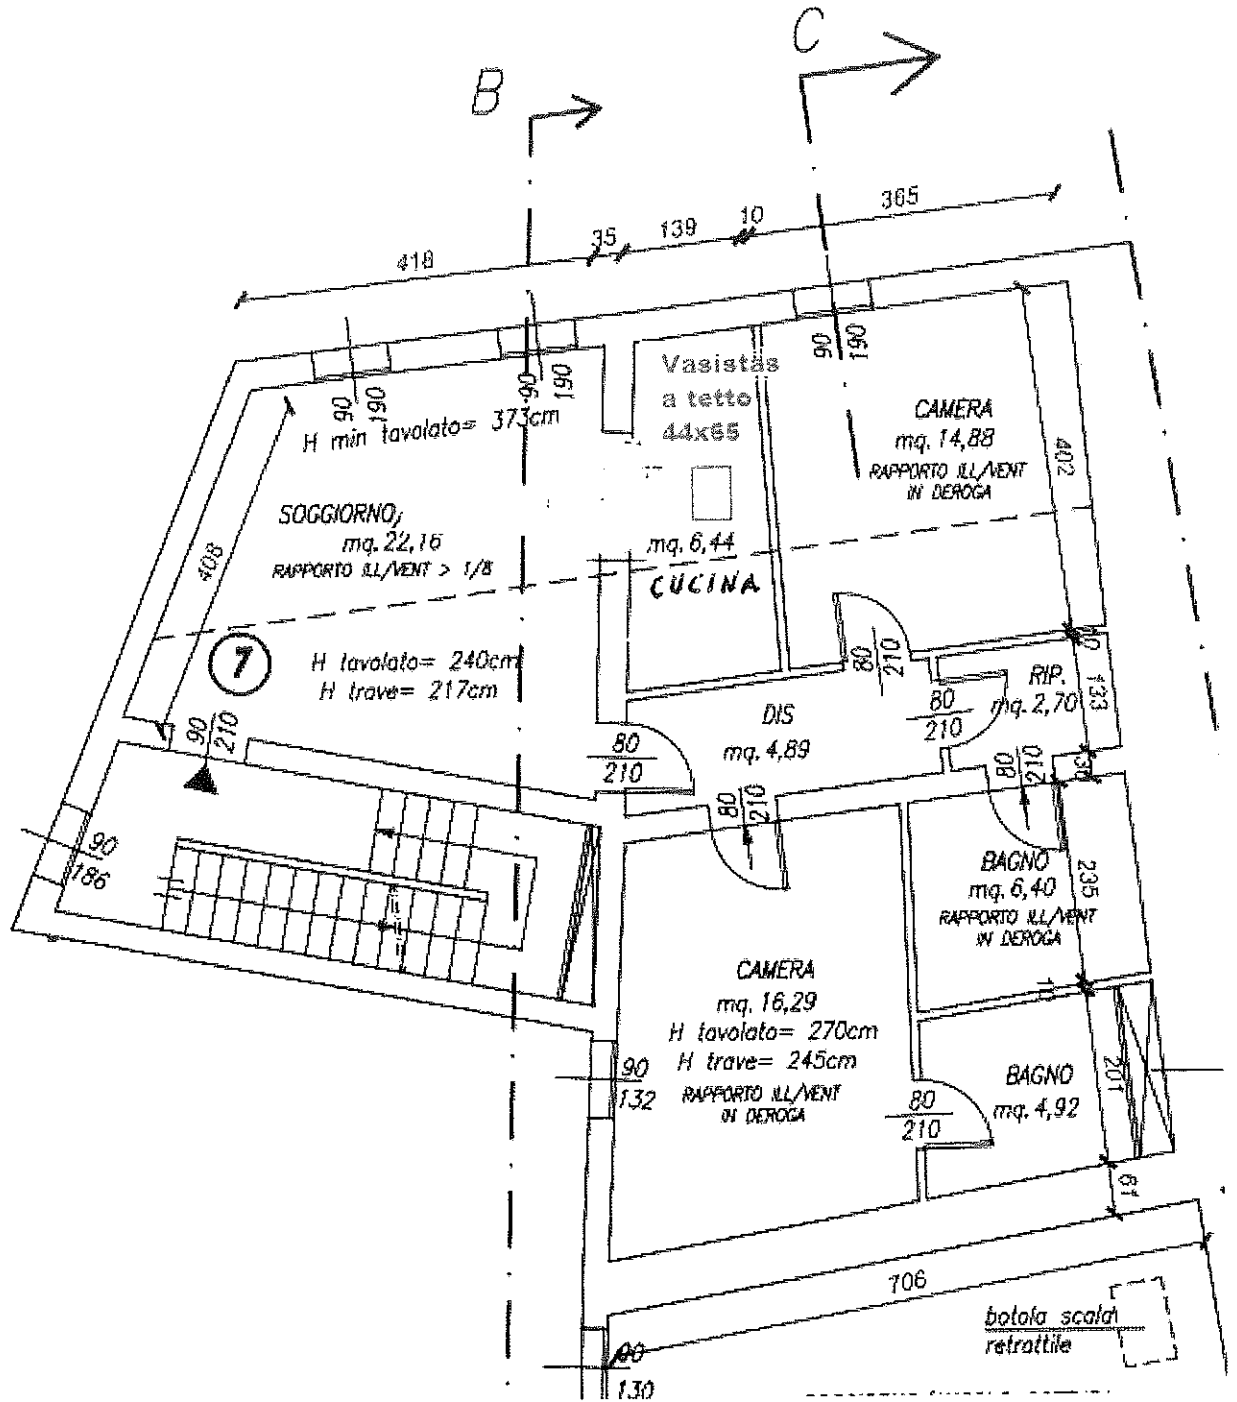 C
B
365
10
139
35
418
90
190
90
190
90
190
Vasistas
a tetto
44x65
H min tavolato= 373cm
CAMERA
mq. 14,88
RAPPORTO ILL/VENT
IN DEROGA
402
SOGGIORNO
mq. 22,16
RAPPORTO ILL/VENT > 1/8
408
mq. 6,44
CUCINA
7
H tavolato= 240cm
H trave= 217cm
80
210
RIP.
mq. 2,70
133
80
210
DIS
mq. 4,89
90
210
80
210
80
210
80
210
30
90
186
BAGNO
mq. 6,40
RAPPORTO ILL/VENT
IN DEROGA
235
CAMERA
mq. 16,29
H tavolato= 270cm
H trave= 245cm
RAPPORTO ILL/VENT
IN DEROGA
10
90
132
BAGNO
mq. 4,92
201
80
210
61
706
botola scala
retrattile
90
130